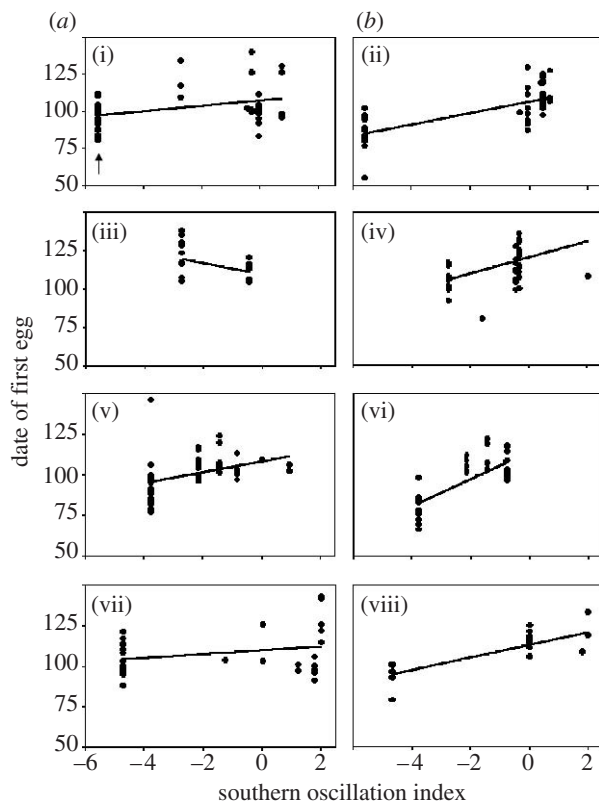 (a) (b)
(i) (ii)
125
100
75
50
(iii) (iv)
125
100
75
50
(v) (vi)
125
100
75
50
(vii) (viii)
125
100
75
50
−6 −4 −2 0 2 −6 −4 −2 0 2
date of first egg
southern oscillation index